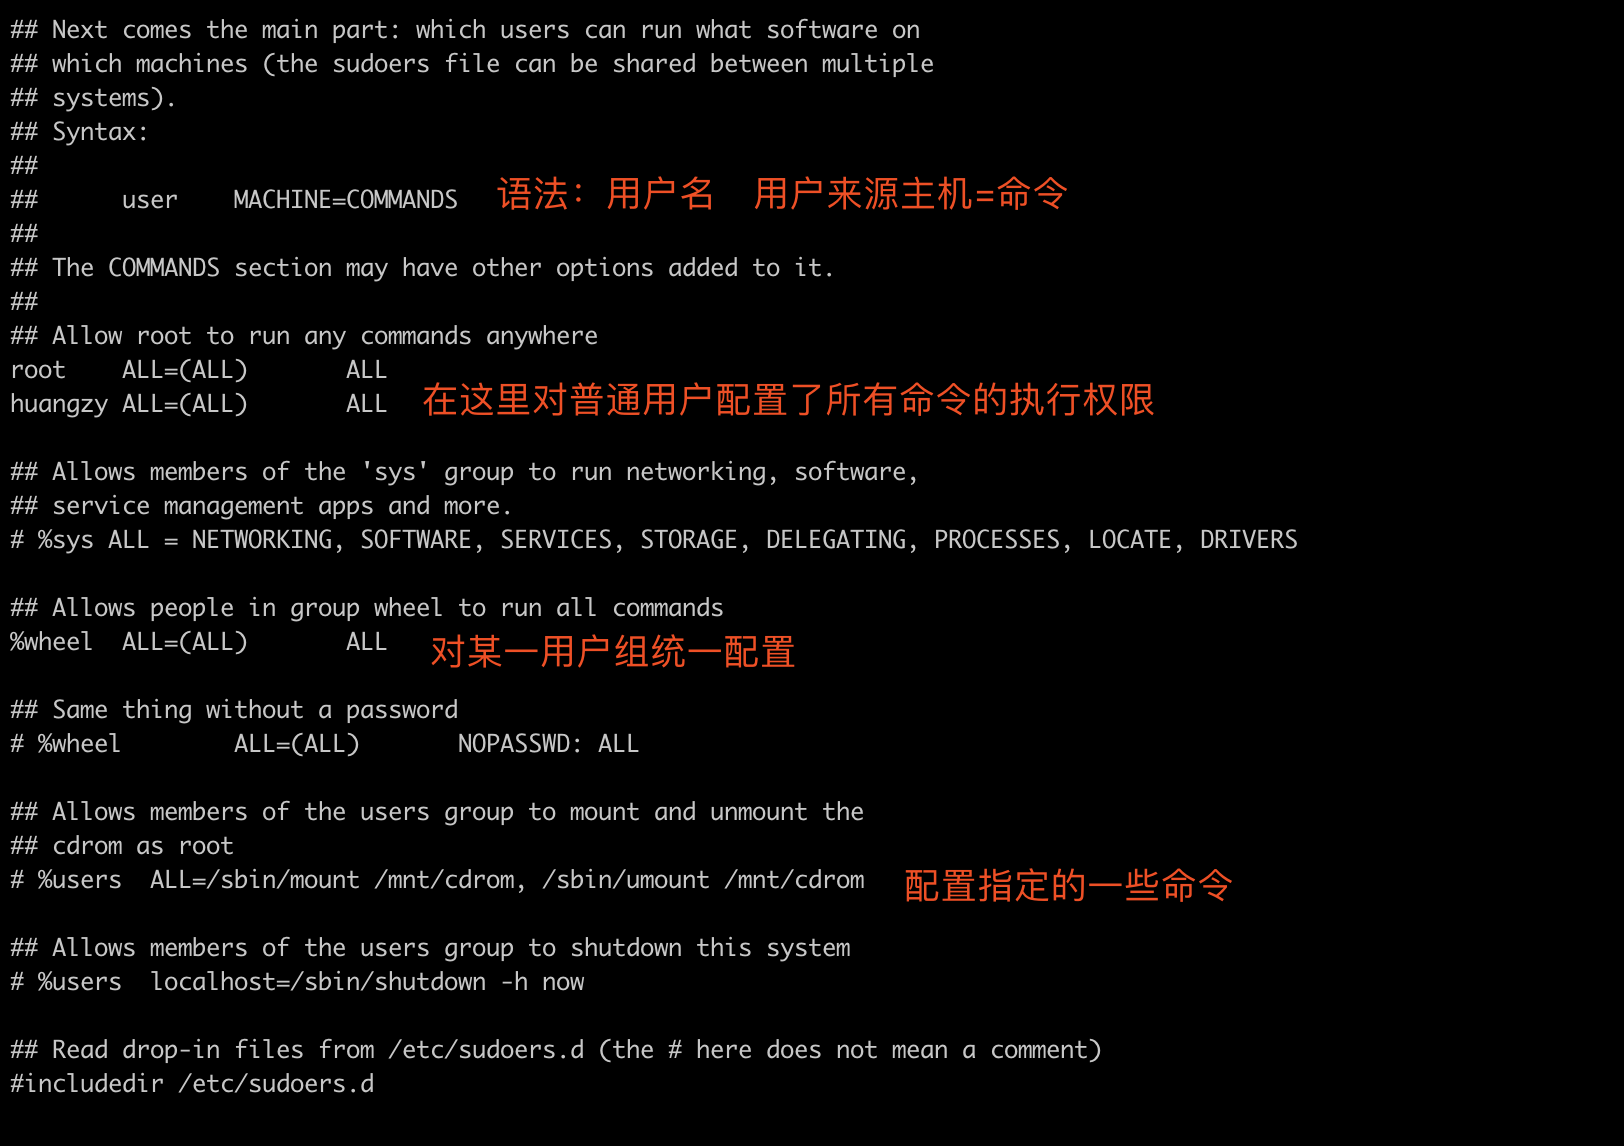 ## Next comes the main part: which users can run what software on
## which machines (the sudoers file can be shared between multiple
## systems).
## Syntax:
##
##      user    MACHINE=COMMANDS   语法：用户名   用户来源主机=命令
##
## The COMMANDS section may have other options added to it.
##
## Allow root to run any commands anywhere
root    ALL=(ALL)       ALL
huangzy ALL=(ALL)       ALL   在这里对普通用户配置了所有命令的执行权限
## Allows members of the 'sys' group to run networking, software,
## service management apps and more.
# %sys ALL = NETWORKING, SOFTWARE, SERVICES, STORAGE, DELEGATING, PROCESSES, LOCATE, DRIVERS
## Allows people in group wheel to run all commands
%wheel  ALL=(ALL)       ALL   对某一用户组统一配置
## Same thing without a password
# %wheel        ALL=(ALL)       NOPASSWD: ALL
## Allows members of the users group to mount and unmount the
## cdrom as root
# %users  ALL=/sbin/mount /mnt/cdrom, /sbin/umount /mnt/cdrom   配置指定的一些命令
## Allows members of the users group to shutdown this system
# %users  localhost=/sbin/shutdown -h now
## Read drop-in files from /etc/sudoers.d (the # here does not mean a comment)
#includedir /etc/sudoers.d